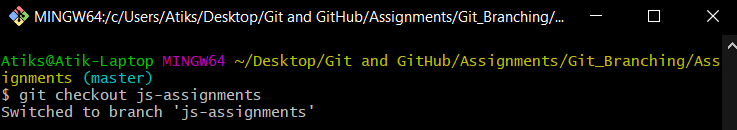 MINGW64:/c/Users/Atiks/Desktop/Git and GitHub/Assignments/Git_Branching/...
Atiks@Atik-Laptop MINGW64 ~/Desktop/Git and GitHub/Assignments/Git_Branching/Ass
ignments (master)
$ git checkout js-assignments
Switched to branch 'js-assignments'